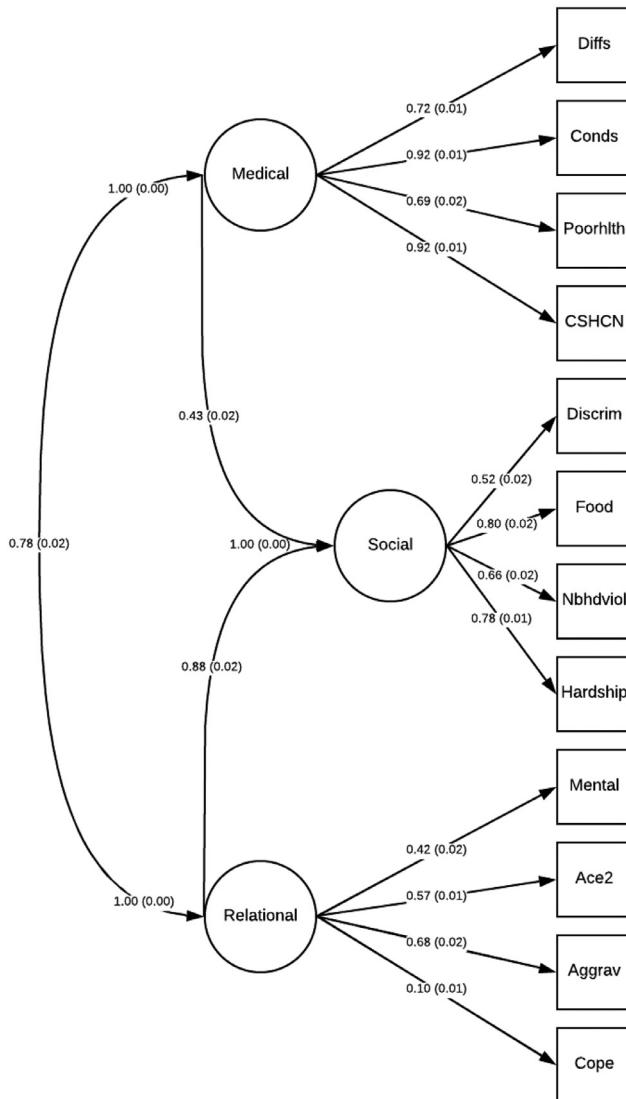 Diffs
0.72 (0.01)
Conds
0.92 (0.01)
Medical
1.00 (0.00)
0.69 (0.02)
Poorhlth
0.92 (0.01)
CSHCN
0.43 (0.02)
Discrim
0.52 (0.02)
Food
0.80 (0.02)
0.78 (0.02)
1.00 (0.00)
Social
0.66 (0.02)
Nbhdviol
0.78 (0.01)
0.88 (0.02)
Hardship
Mental
0.42 (0.02)
Ace2
0.57 (0.01)
1.00 (0.00)
Relational
0.68 (0.02)
Aggrav
0.10 (0.01)
Cope